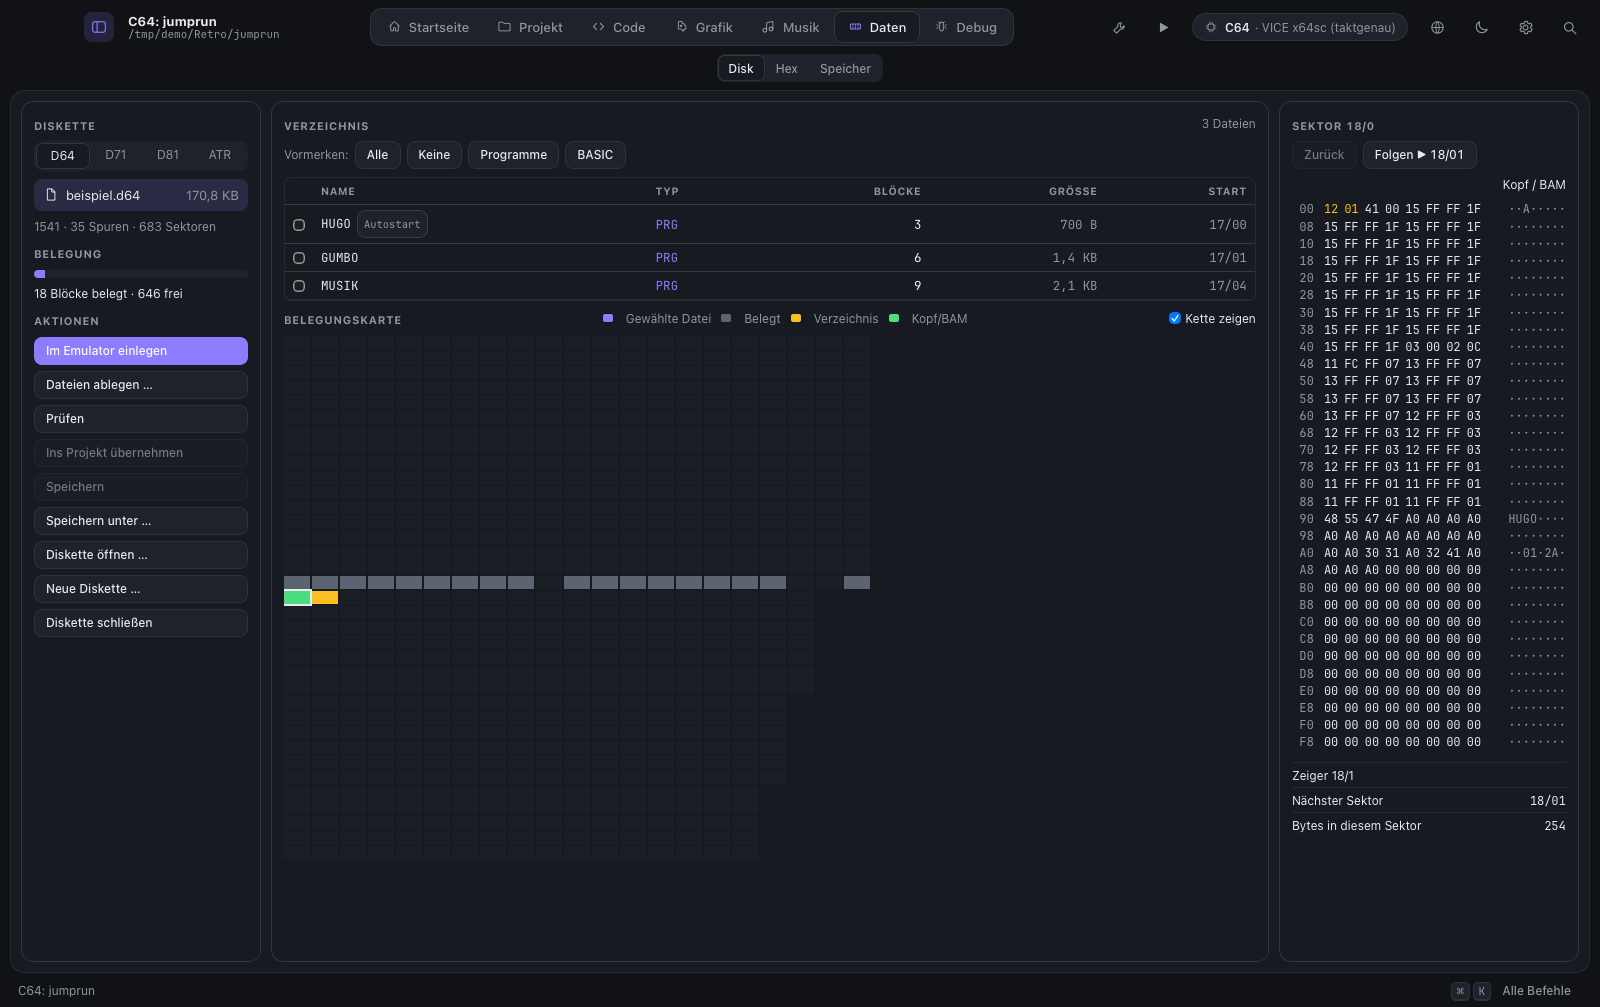 C64: jumprun
/tmp/demo/Retro/jumprun
Startseite
Projekt
Code
Grafik
Musik
Daten
Debug
C64 · VICE x64sc (taktgenau)
Disk
Hex
Speicher
DISKETTE
D64
D71
D81
ATR
beispiel.d64 170,8 KB
1541 · 35 Spuren · 683 Sektoren
BELEGUNG
18 Blöcke belegt · 646 frei
AKTIONEN
Im Emulator einlegen
Dateien ablegen ...
Prüfen
Ins Projekt übernehmen
Speichern
Speichern unter ...
Diskette öffnen ...
Neue Diskette ...
Diskette schließen
VERZEICHNIS 3 Dateien
Vormerken: Alle Keine Programme BASIC
NAME TYP BLÖCKE GRÖSSE START
HUGO Autostart PRG 3 700 B 17/00
GUMBO PRG 6 1,4 KB 17/01
MUSIK PRG 9 2,1 KB 17/04
BELEGUNGSKARTE Gewählte Datei Belegt Verzeichnis Kopf/BAM Kette zeigen
SEKTOR 18/0
Zurück Folgen ▶ 18/01
Kopf / BAM
00 12 01 41 00 15 FF FF 1F ··A·····
08 15 FF FF 1F 15 FF FF 1F ········
10 15 FF FF 1F 15 FF FF 1F ········
18 15 FF FF 1F 15 FF FF 1F ········
20 15 FF FF 1F 15 FF FF 1F ········
28 15 FF FF 1F 15 FF FF 1F ········
30 15 FF FF 1F 15 FF FF 1F ········
38 15 FF FF 1F 15 FF FF 1F ········
40 15 FF FF 1F 03 00 02 0C ········
48 11 FC FF 07 13 FF FF 07 ········
50 13 FF FF 07 13 FF FF 07 ········
58 13 FF FF 07 13 FF FF 07 ········
60 13 FF FF 07 12 FF FF 03 ········
68 12 FF FF 03 12 FF FF 03 ········
70 12 FF FF 03 12 FF FF 03 ········
78 12 FF FF 03 11 FF FF 01 ········
80 11 FF FF 01 11 FF FF 01 ········
88 11 FF FF 01 11 FF FF 01 ········
90 48 55 47 4F A0 A0 A0 A0 HUGO····
98 A0 A0 A0 A0 A0 A0 A0 A0 ········
A0 A0 A0 30 31 A0 32 41 A0 ··01·2A·
A8 A0 A0 A0 00 00 00 00 00 ········
B0 00 00 00 00 00 00 00 00 ········
B8 00 00 00 00 00 00 00 00 ········
C0 00 00 00 00 00 00 00 00 ········
C8 00 00 00 00 00 00 00 00 ········
D0 00 00 00 00 00 00 00 00 ········
D8 00 00 00 00 00 00 00 00 ········
E0 00 00 00 00 00 00 00 00 ········
E8 00 00 00 00 00 00 00 00 ········
F0 00 00 00 00 00 00 00 00 ········
F8 00 00 00 00 00 00 00 00 ········
Zeiger 18/1
Nächster Sektor 18/01
Bytes in diesem Sektor 254
C64: jumprun
⌘ K Alle Befehle